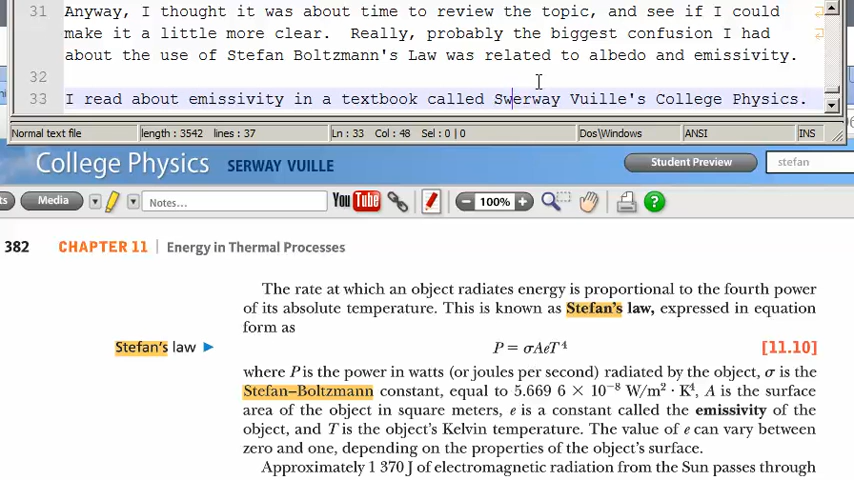 31 Anyway, I thought it was about time to review the topic, and see if I could
make it a little more clear. Really, probably the biggest confusion I had
about the use of Stefan Boltzmann's Law was related to albedo and emissivity.
32
33 I read about emissivity in a textbook called Swerway Vuille's College Physics.
Normal text file length : 3542 lines : 37 Ln : 33 Col : 48 Sel : 0 | 0 Dos\Windows ANSI INS
College Physics SERWAY VUILLE Student Preview stefan
Media Notes... YouTube 100% ?
382 CHAPTER 11 | Energy in Thermal Processes
The rate at which an object radiates energy is proportional to the fourth power
of its absolute temperature. This is known as Stefan's law, expressed in equation
form as
Stefan's law ► P = σAeT⁴ [11.10]
where P is the power in watts (or joules per second) radiated by the object, σ is the
Stefan–Boltzmann constant, equal to 5.669 6 × 10⁻⁸ W/m² · K⁴, A is the surface
area of the object in square meters, e is a constant called the emissivity of the
object, and T is the object's Kelvin temperature. The value of e can vary between
zero and one, depending on the properties of the object's surface.
Approximately 1 370 J of electromagnetic radiation from the Sun passes through